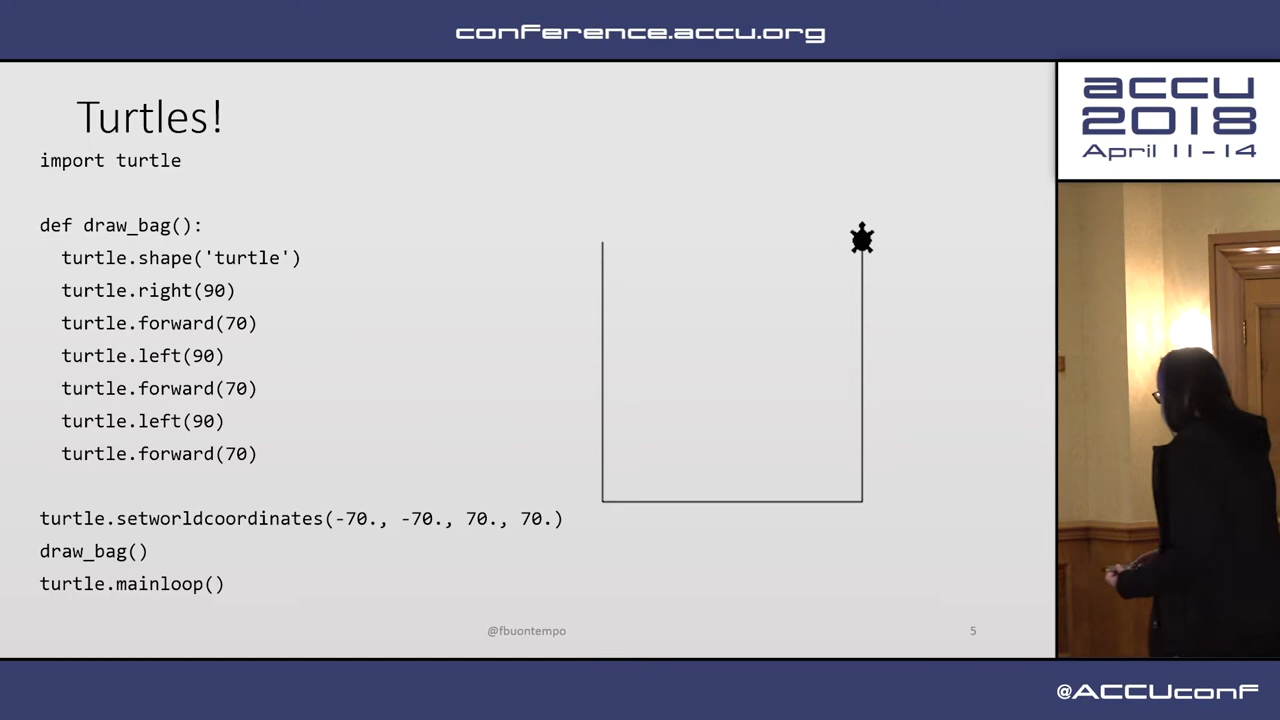 conference.accu.org
Turtles!
import turtle
def draw_bag():
  turtle.shape('turtle')
  turtle.right(90)
  turtle.forward(70)
  turtle.left(90)
  turtle.forward(70)
  turtle.left(90)
  turtle.forward(70)
turtle.setworldcoordinates(-70., -70., 70., 70.)
draw_bag()
turtle.mainloop()
@fbuontempo
5
accu
2018
April 11-14
@ACCUconf